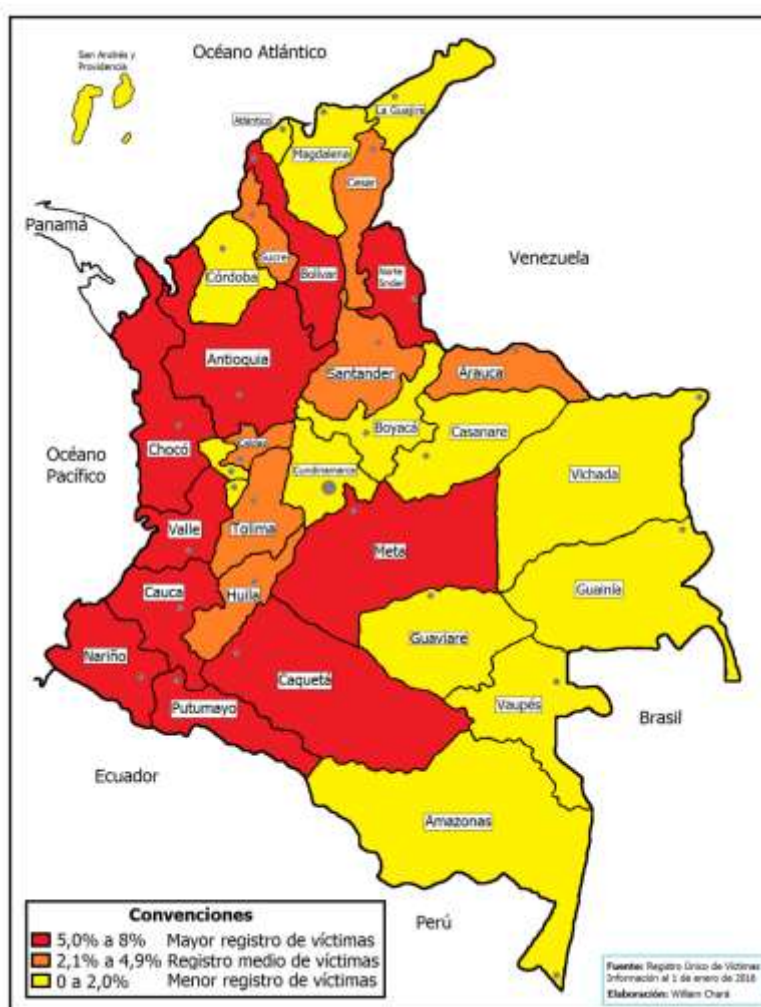 San Andrés y
Providencia
Océano Atlántico
La Guajira
Atlántico
Magdalena
Cesar
Panamá
Sucre
Córdoba
Bolívar
Norte
Snder
Venezuela
Antioquia
Santander
Arauca
Chocó
Caldas
Boyacá
Casanare
Océano
Pacífico
Cundinamarca
Vichada
Valle
Tolima
Meta
Cauca
Huila
Guainía
Nariño
Guaviare
Caquetá
Putumayo
Vaupés
Brasil
Ecuador
Amazonas
Perú
Convenciones
5,0% a 8% Mayor registro de víctimas
2,1% a 4,9% Registro medio de víctimas
0 a 2,0% Menor registro de víctimas
Fuente: Registro Único de Víctimas
Información al 1 de enero de 2018
Elaboración: William Chará